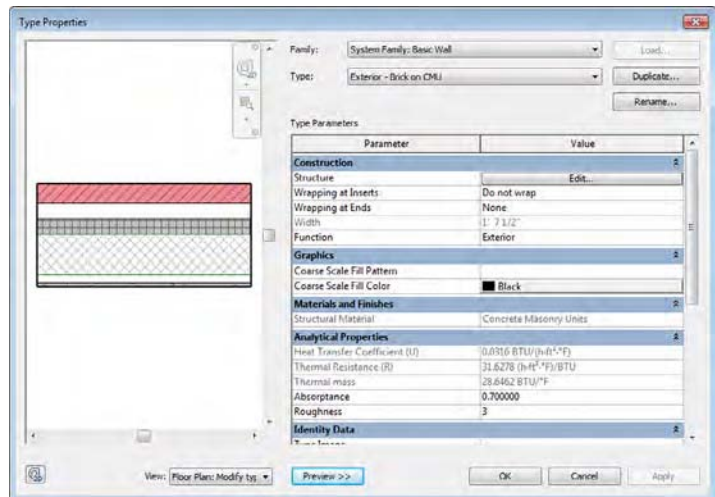 Type Properties
Family: System Family: Basic Wall Load...
Type: Exterior - Brick on CMU Duplicate...
Rename...
Type Parameters
Parameter Value
Construction
Structure Edit...
Wrapping at Inserts Do not wrap
Wrapping at Ends None
Width 1' 7 1/2"
Function Exterior
Graphics
Coarse Scale Fill Pattern
Coarse Scale Fill Color Black
Materials and Finishes
Structural Material Concrete Masonry Units
Analytical Properties
Heat Transfer Coefficient (U) 0.0316 BTU/(h·ft²·°F)
Thermal Resistance (R) 31.6278 (h·ft²·°F)/BTU
Thermal mass 28.6462 BTU/°F
Absorptance 0.700000
Roughness 3
Identity Data
View: Floor Plan: Modify typ Preview >> OK Cancel Apply